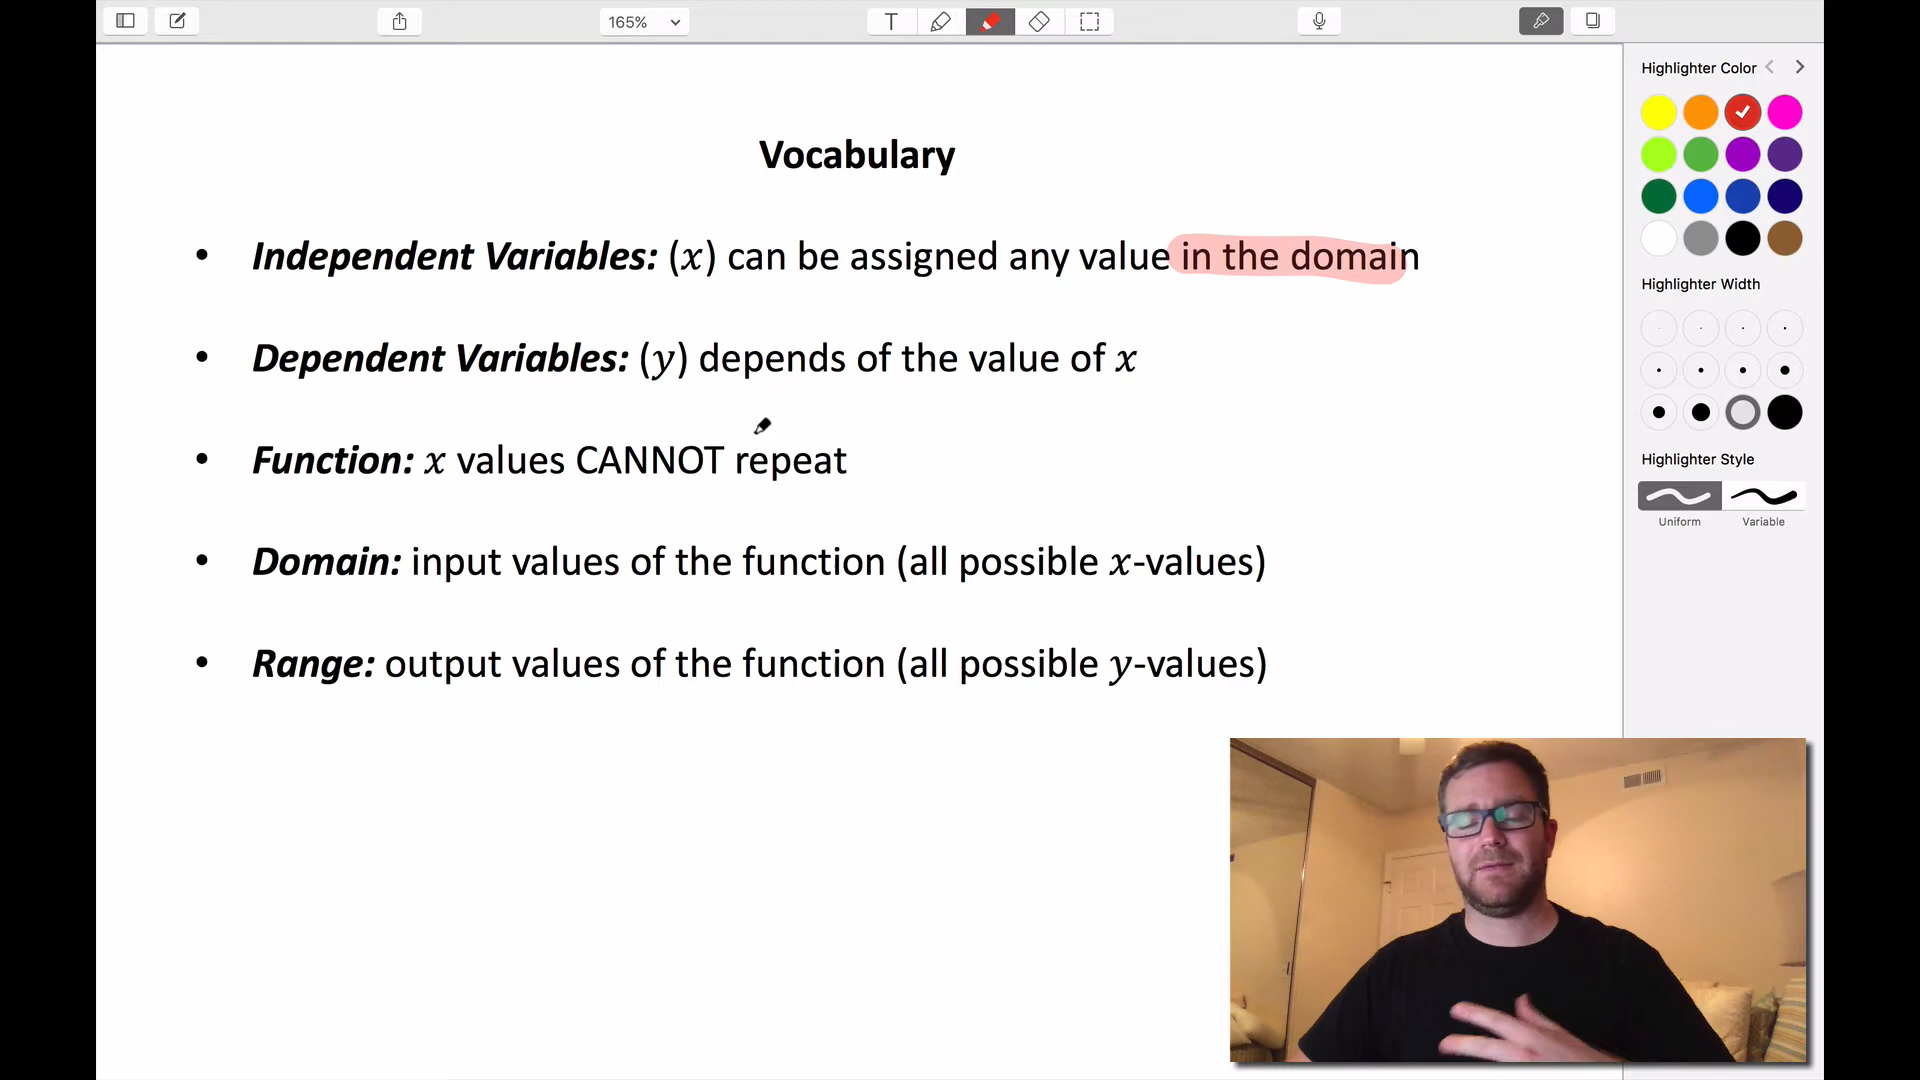 165%
T
Highlighter Color
Vocabulary
• Independent Variables: (x) can be assigned any value in the domain
• Dependent Variables: (y) depends of the value of x
• Function: x values CANNOT repeat
• Domain: input values of the function (all possible x-values)
• Range: output values of the function (all possible y-values)
Highlighter Width
Highlighter Style
Uniform
Variable